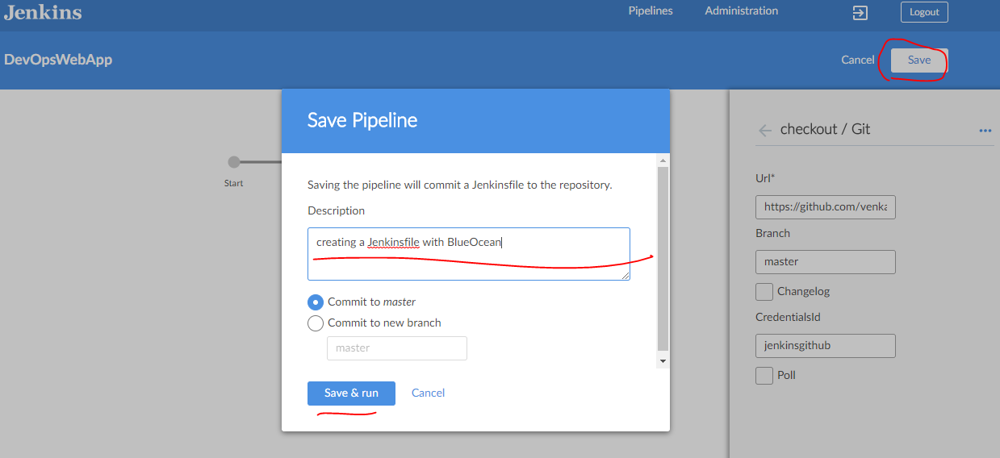 Jenkins
Pipelines
Administration
Logout
DevOpsWebApp
Cancel
Save
Save Pipeline
Start
Saving the pipeline will commit a Jenkinsfile to the repository.
Description
creating a Jenkinsfile with BlueOcean
Commit to master
Commit to new branch
master
Save & run
Cancel
checkout / Git
Url*
https://github.com/venka
Branch
master
Changelog
CredentialsId
jenkinsgithub
Poll